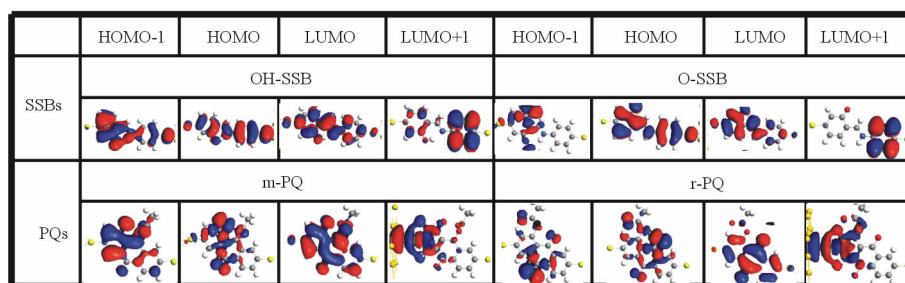 HOMO-1 HOMO LUMO LUMO+1 HOMO-1 HOMO LUMO LUMO+1
SSBs
OH-SSB O-SSB
PQs
m-PQ r-PQ